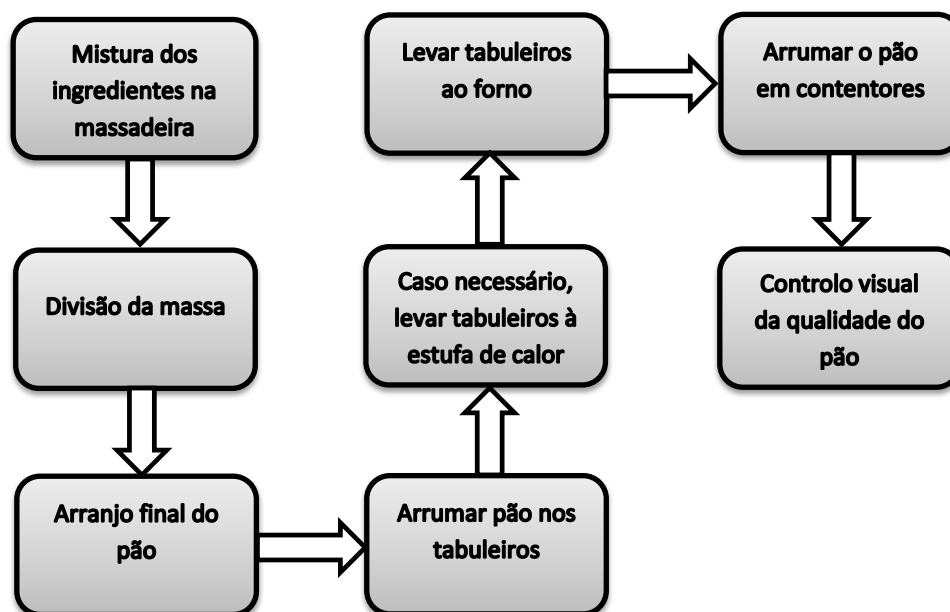 Mistura dos
ingredientes na
massadeira
Divisão da massa
Arranjo final do
pão
Arrumar pão nos
tabuleiros
Caso necessário,
levar tabuleiros à
estufa de calor
Levar tabuleiros
ao forno
Arrumar o pão
em contentores
Controlo visual
da qualidade do
pão